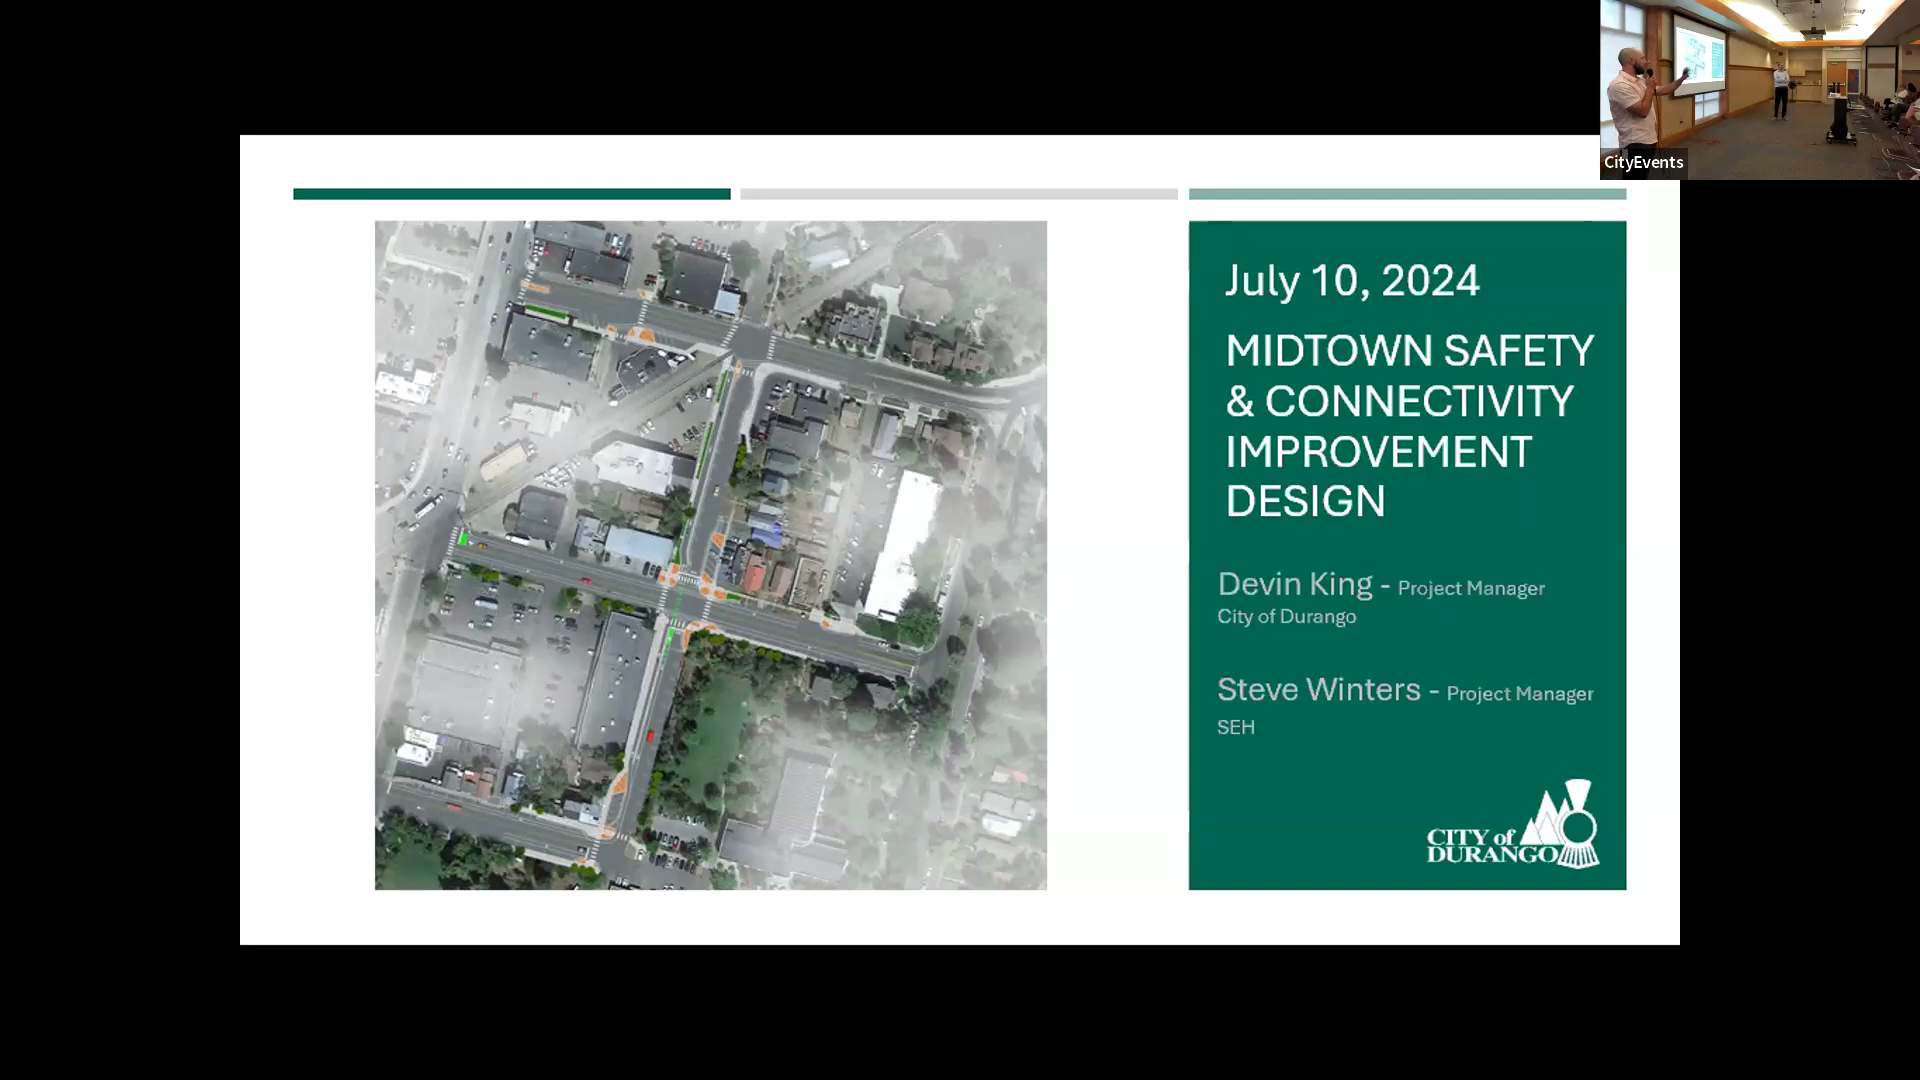 CityEvents
July 10, 2024
MIDTOWN SAFETY
& CONNECTIVITY
IMPROVEMENT
DESIGN
Devin King - Project Manager
City of Durango
Steve Winters - Project Manager
SEH
CITY of
DURANGO